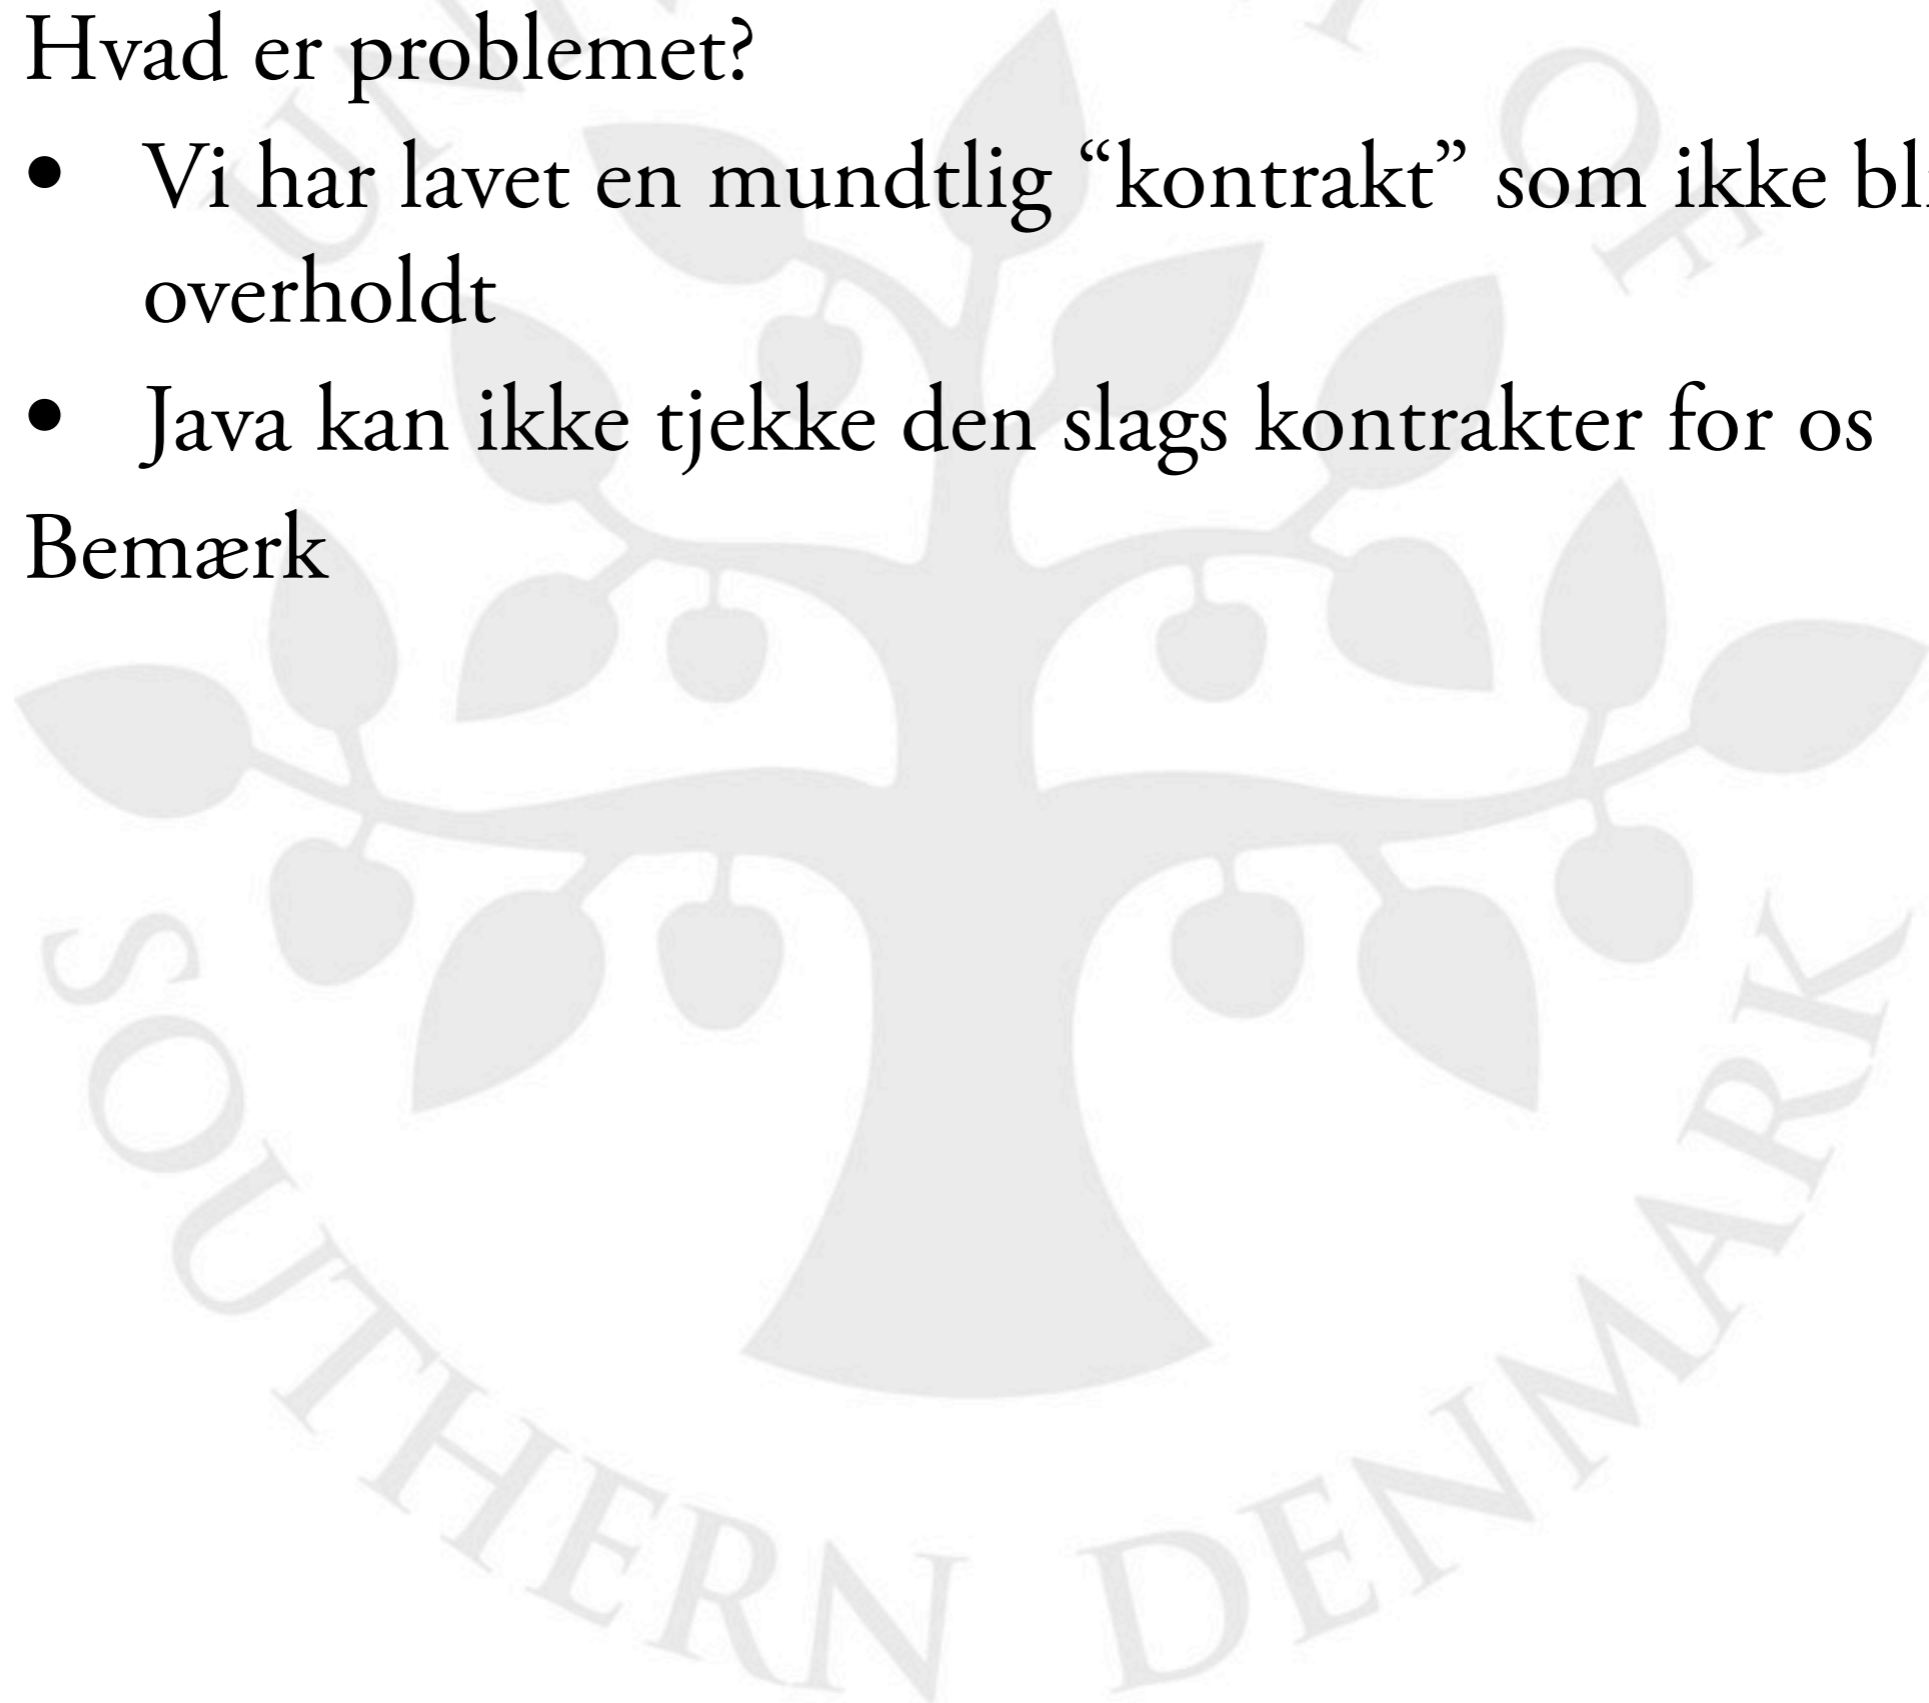 Hvad er problemet?
• Vi har lavet en mundtlig “kontrakt” som ikke
overholdt
• Java kan ikke tjekke den slags kontrakter for os
Bemærk
OF
SOUTHERN DENMARK